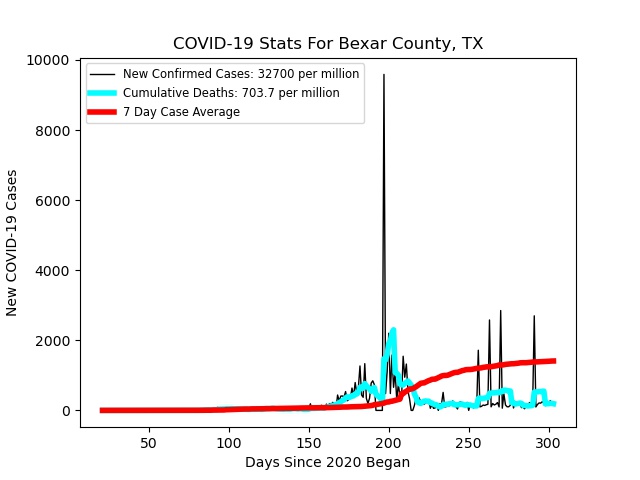 COVID-19 Stats For Bexar County, TX
New Confirmed Cases: 32700 per million
Cumulative Deaths: 703.7 per million
7 Day Case Average
New COVID-19 Cases
10000
8000
6000
4000
2000
0
50 100 150 200 250 300
Days Since 2020 Began